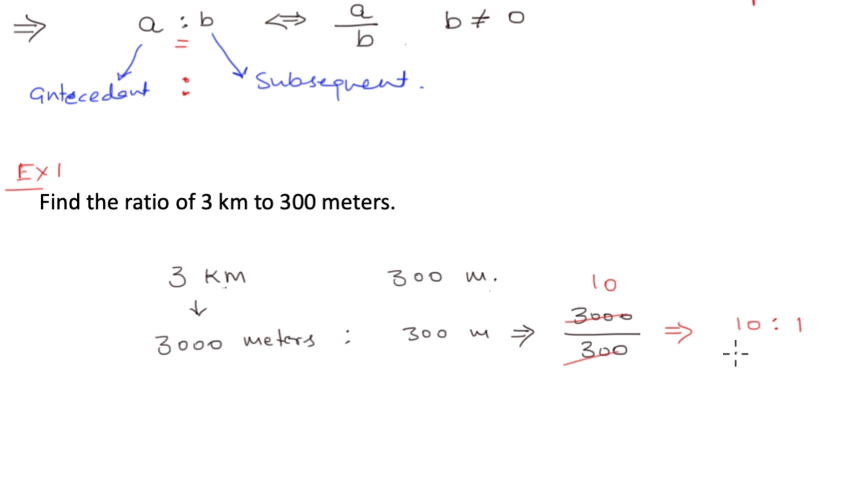 ⇒ a : b ⇔ a/b b ≠ 0
antecedent : Subsequent.
EX 1
Find the ratio of 3 km to 300 meters.
3 KM 300 m. 10
↓
3000 meters : 300 m ⇒ 3000/300 ⇒ 10 : 1